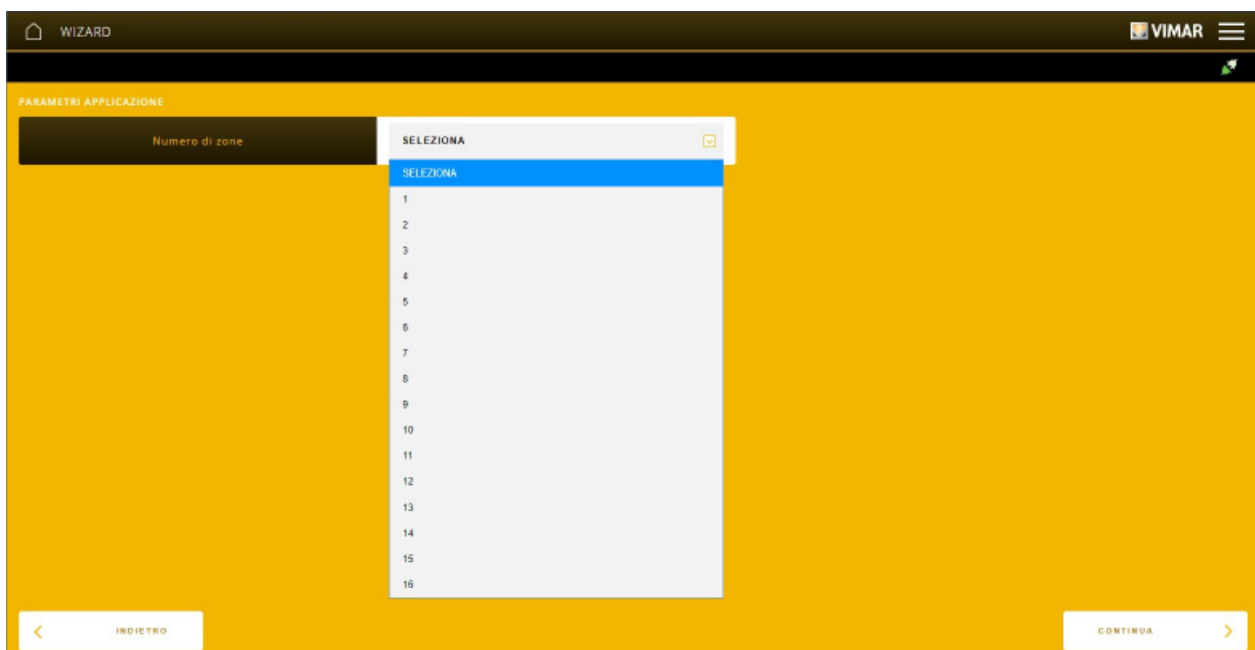 WIZARD
VIMAR
PARAMETRI APPLICAZIONE
Numero di zone
SELEZIONA
SELEZIONA
1
2
3
4
5
6
7
8
9
10
11
12
13
14
15
16
INDIETRO
CONTINUA